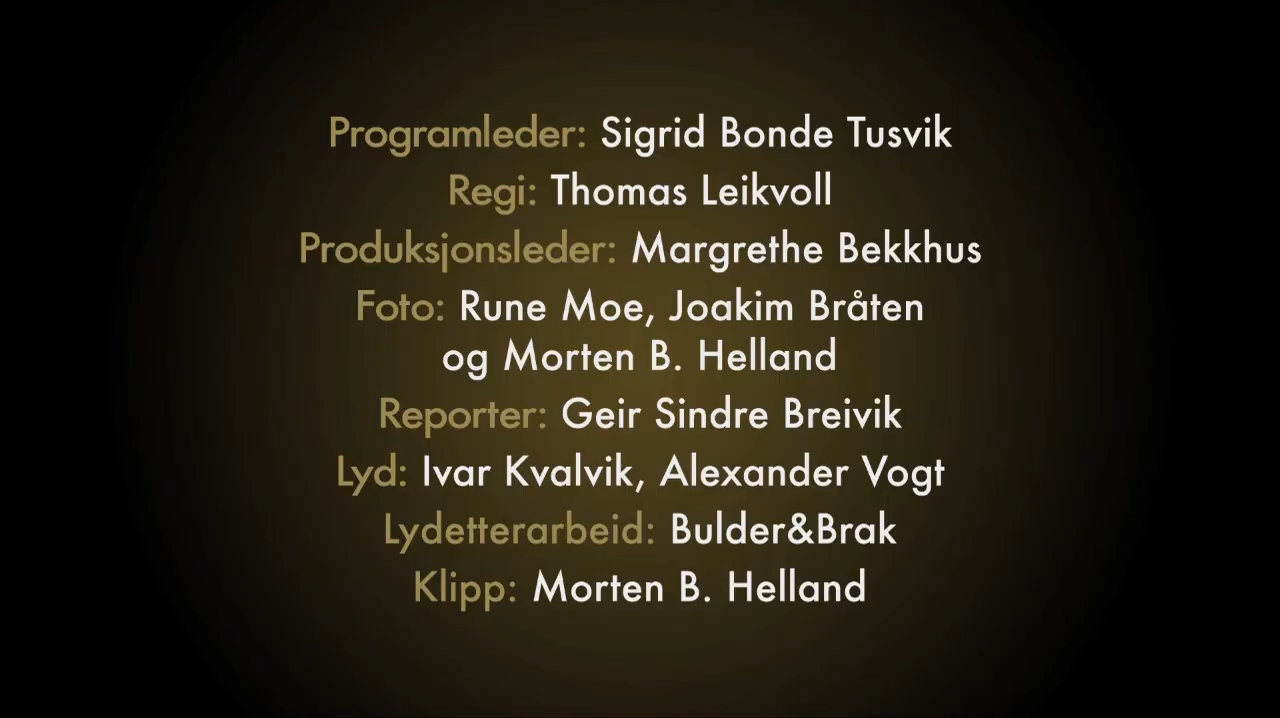 Programleder: Sigrid Bonde Tusvik
Regi: Thomas Leikvoll
Produksjonsleder: Margrethe Bekkhus
Foto: Rune Moe, Joakim Bråten
og Morten B. Helland
Reporter: Geir Sindre Breivik
Lyd: Ivar Kvalvik, Alexander Vogt
Lydetterarbeid: Bulder&Brak
Klipp: Morten B. Helland